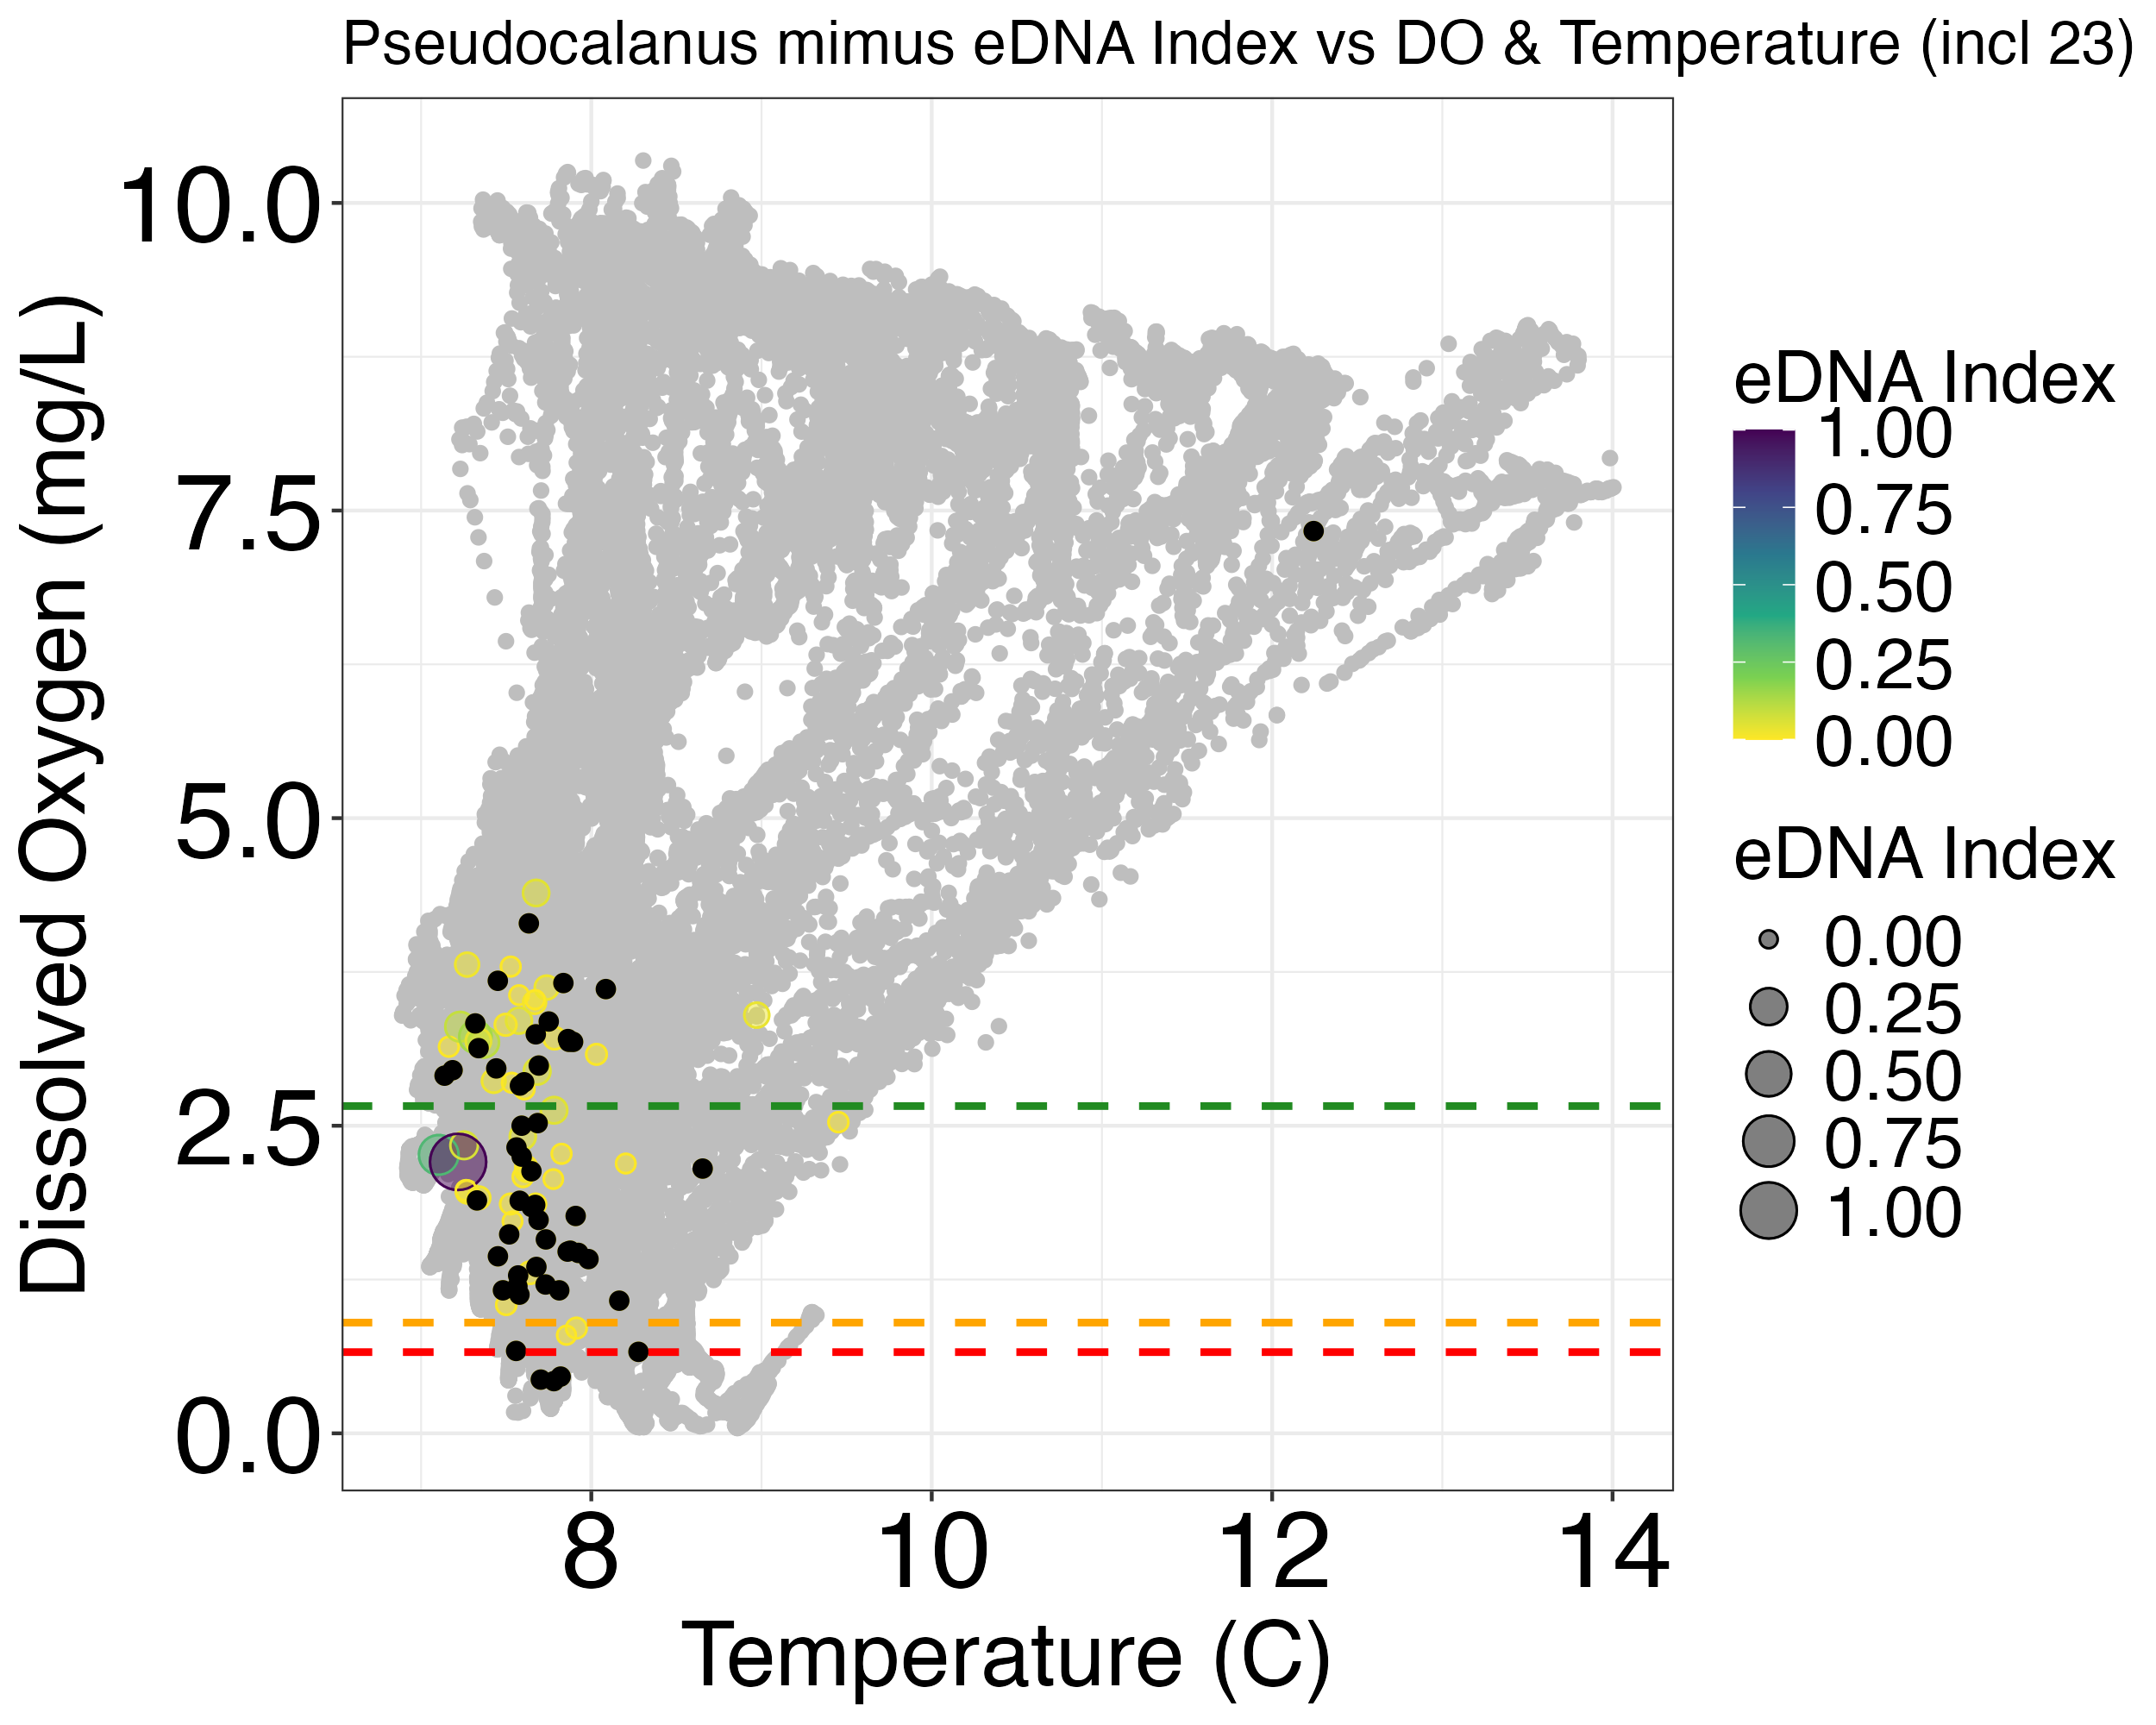 Pseudocalanus mimus eDNA Index vs DO & Temperature (incl 23)
Dissolved Oxygen (mg/L)
10.0
7.5
5.0
2.5
0.0
8 10 12 14
Temperature (C)
eDNA Index
1.00
0.75
0.50
0.25
0.00
eDNA Index
0.00
0.25
0.50
0.75
1.00